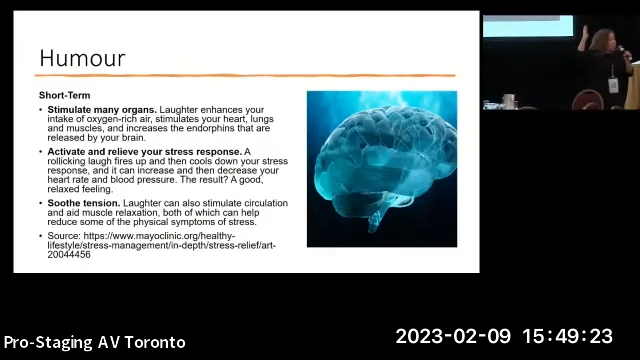 Humour
Short-Term
• Stimulate many organs. Laughter enhances your
intake of oxygen-rich air, stimulates your heart, lungs
and muscles, and increases the endorphins that are
released by your brain.
• Activate and relieve your stress response. A
rollicking laugh fires up and then cools down your stress
response, and it can increase and then decrease your
heart rate and blood pressure. The result? A good,
relaxed feeling.
• Soothe tension. Laughter can also stimulate circulation
and aid muscle relaxation, both of which can help
reduce some of the physical symptoms of stress.
• Source: https://www.mayoclinic.org/healthy-
lifestyle/stress-management/in-depth/stress-relief/art-
20044456
Pro-Staging AV Toronto
2023-02-09 15:49:23